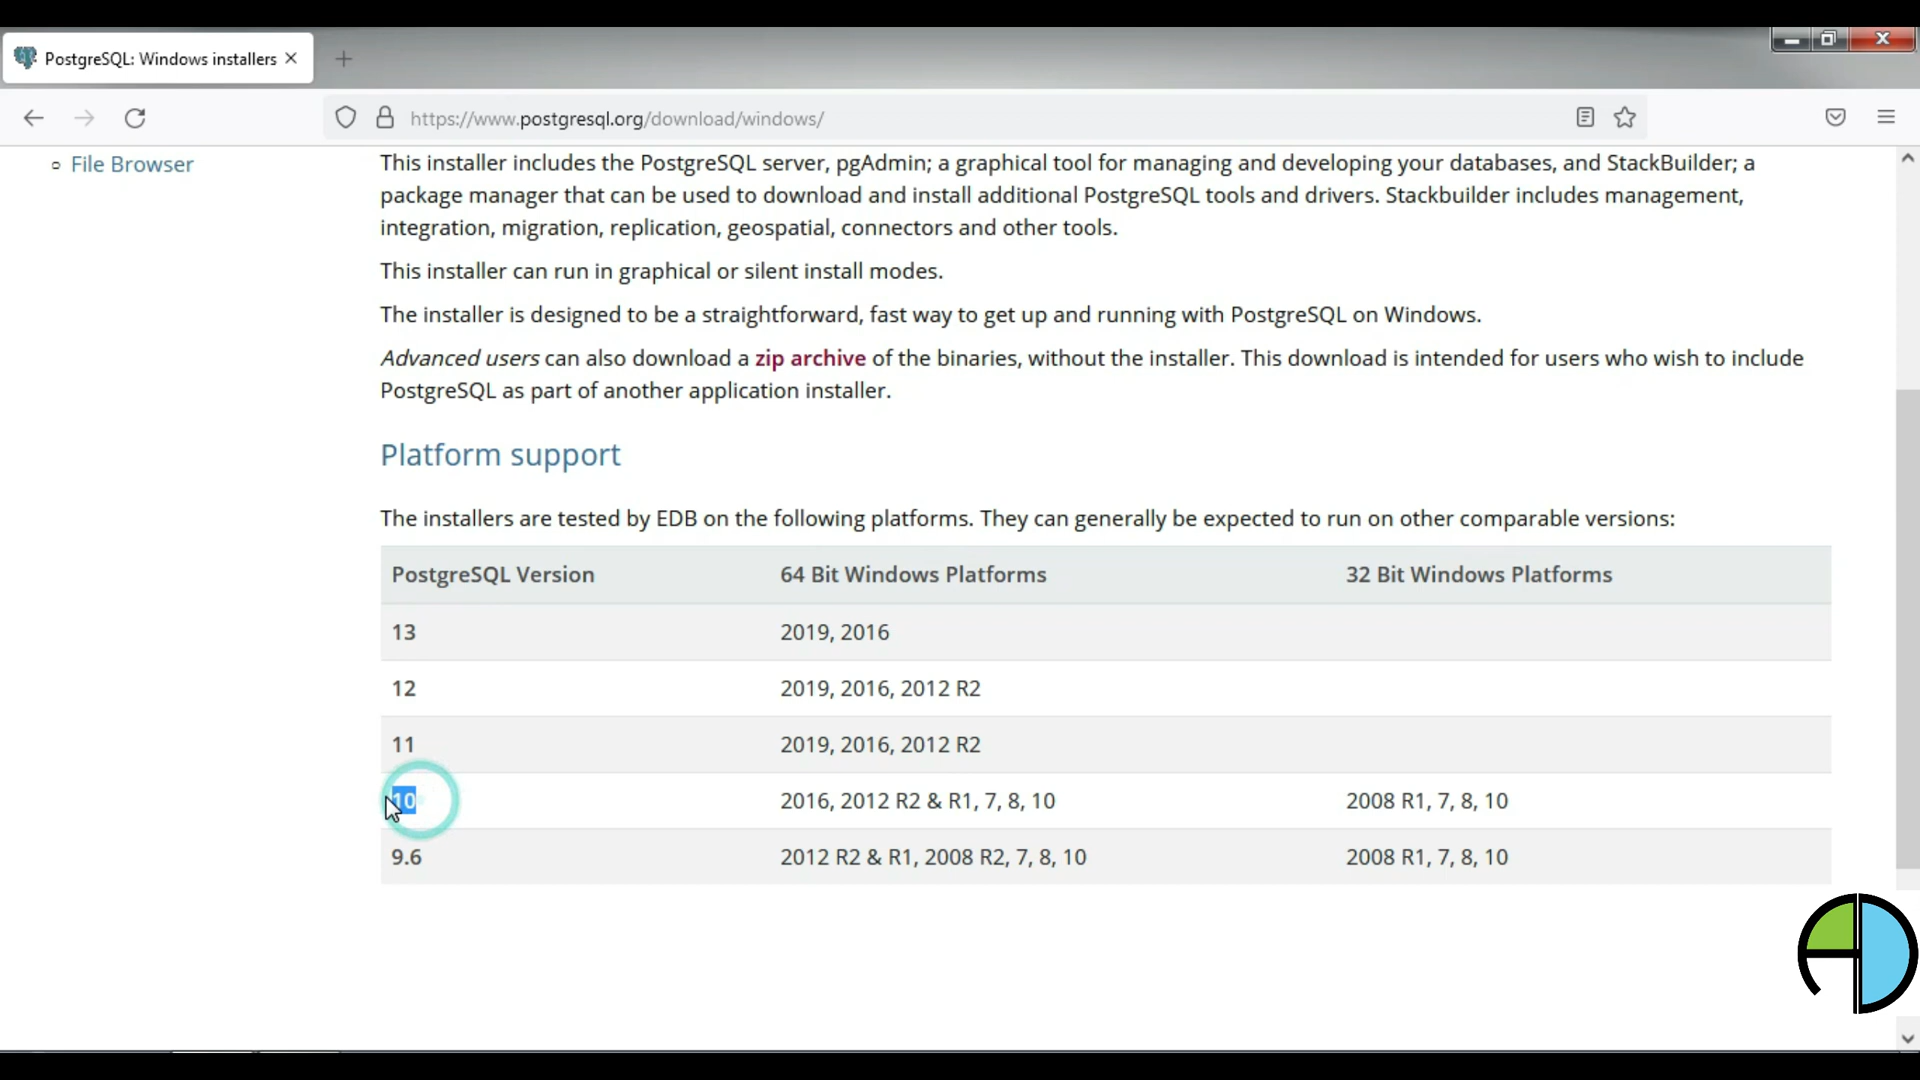 PostgreSQL: Windows installers
https://www.postgresql.org/download/windows/
File Browser
This installer includes the PostgreSQL server, pgAdmin; a graphical tool for managing and developing your databases, and StackBuilder; a
package manager that can be used to download and install additional PostgreSQL tools and drivers. Stackbuilder includes management,
integration, migration, replication, geospatial, connectors and other tools.
This installer can run in graphical or silent install modes.
The installer is designed to be a straightforward, fast way to get up and running with PostgreSQL on Windows.
Advanced users can also download a zip archive of the binaries, without the installer. This download is intended for users who wish to include
PostgreSQL as part of another application installer.
Platform support
The installers are tested by EDB on the following platforms. They can generally be expected to run on other comparable versions:
PostgreSQL Version 64 Bit Windows Platforms 32 Bit Windows Platforms
13 2019, 2016
12 2019, 2016, 2012 R2
11 2019, 2016, 2012 R2
10 2016, 2012 R2 & R1, 7, 8, 10 2008 R1, 7, 8, 10
9.6 2012 R2 & R1, 2008 R2, 7, 8, 10 2008 R1, 7, 8, 10